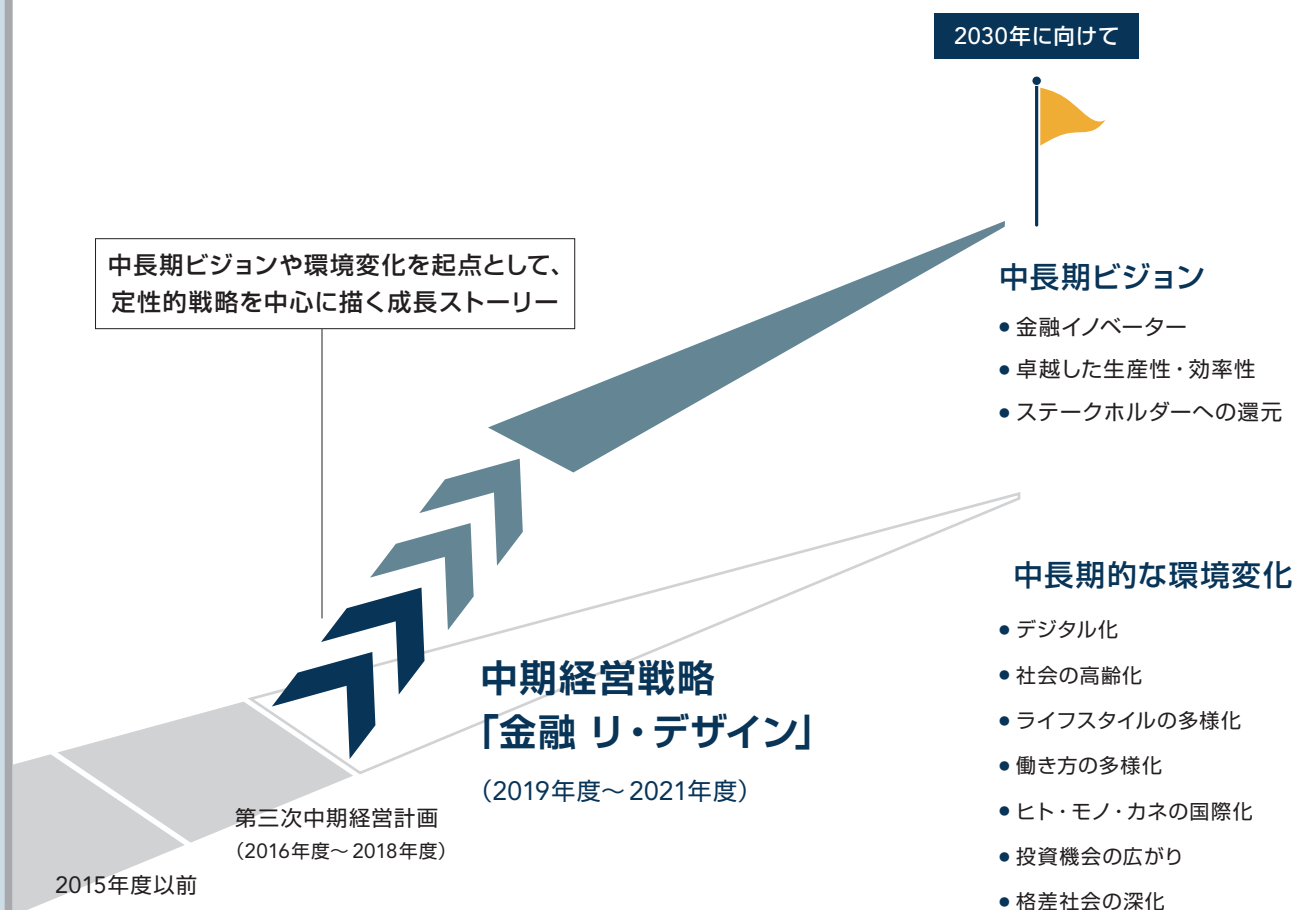 2030年に向けて
中長期ビジョンや環境変化を起点として、
定性的戦略を中心に描く成長ストーリー
中長期ビジョン
● 金融イノベーター
● 卓越した生産性・効率性
● ステークホルダーへの還元
中長期的な環境変化
● デジタル化
● 社会の高齢化
● ライフスタイルの多様化
● 働き方の多様化
● ヒト・モノ・カネの国際化
● 投資機会の広がり
● 格差社会の深化
中期経営戦略
「金融 リ・デザイン」
（2019年度～2021年度）
第三次中期経営計画
（2016年度～2018年度）
2015年度以前